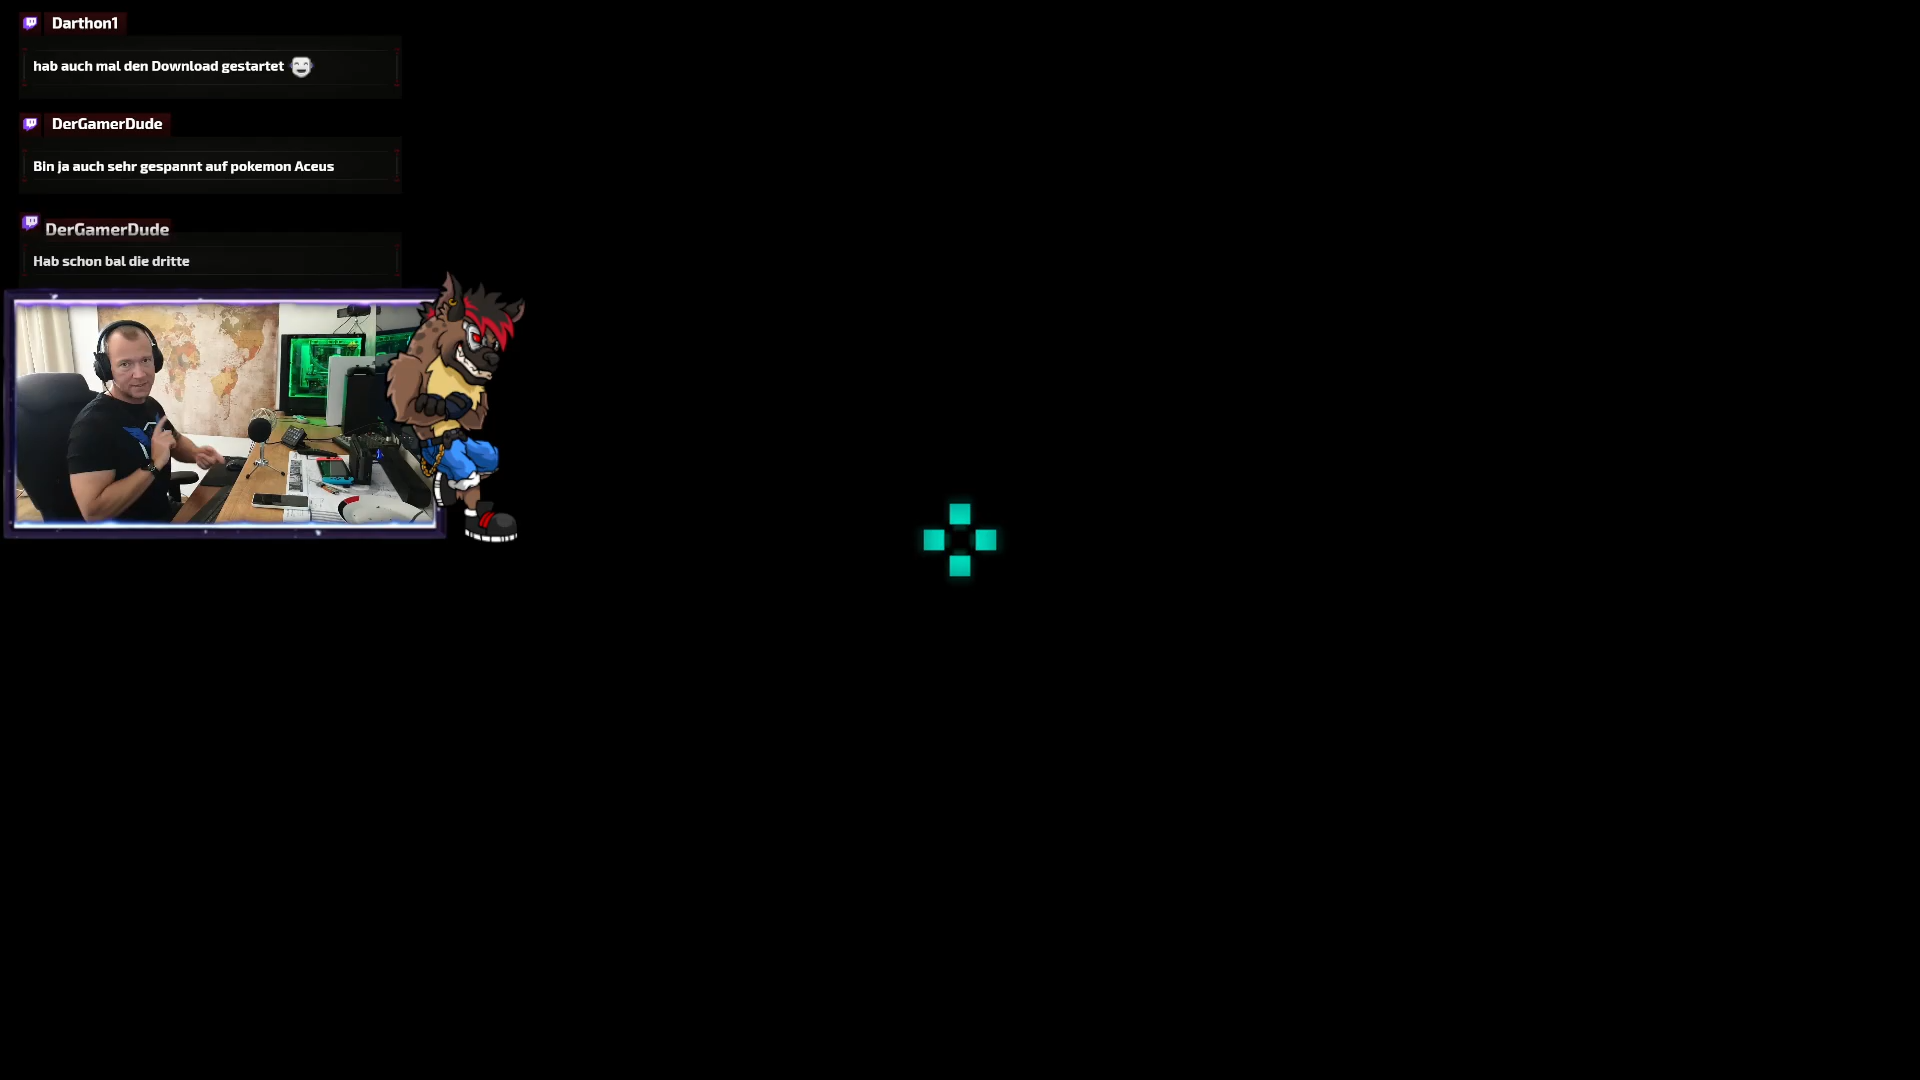 Darthon1
hab auch mal den Download gestartet
DerGamerDude
Bin ja auch sehr gespannt auf pokemon Aceus
DerGamerDude
Hab schon bal die dritte